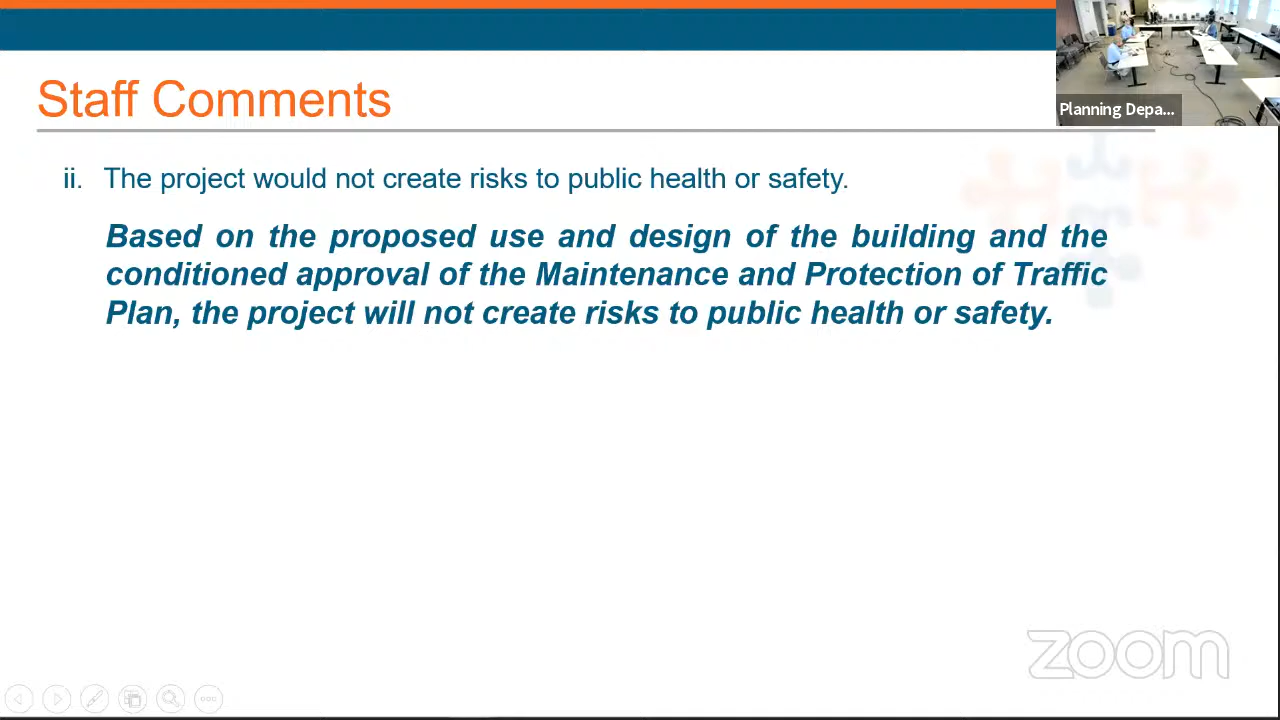 Staff Comments
Planning Depa...
ii. The project would not create risks to public health or safety.
Based on the proposed use and design of the building and the
conditioned approval of the Maintenance and Protection of Traffic
Plan, the project will not create risks to public health or safety.
zoom